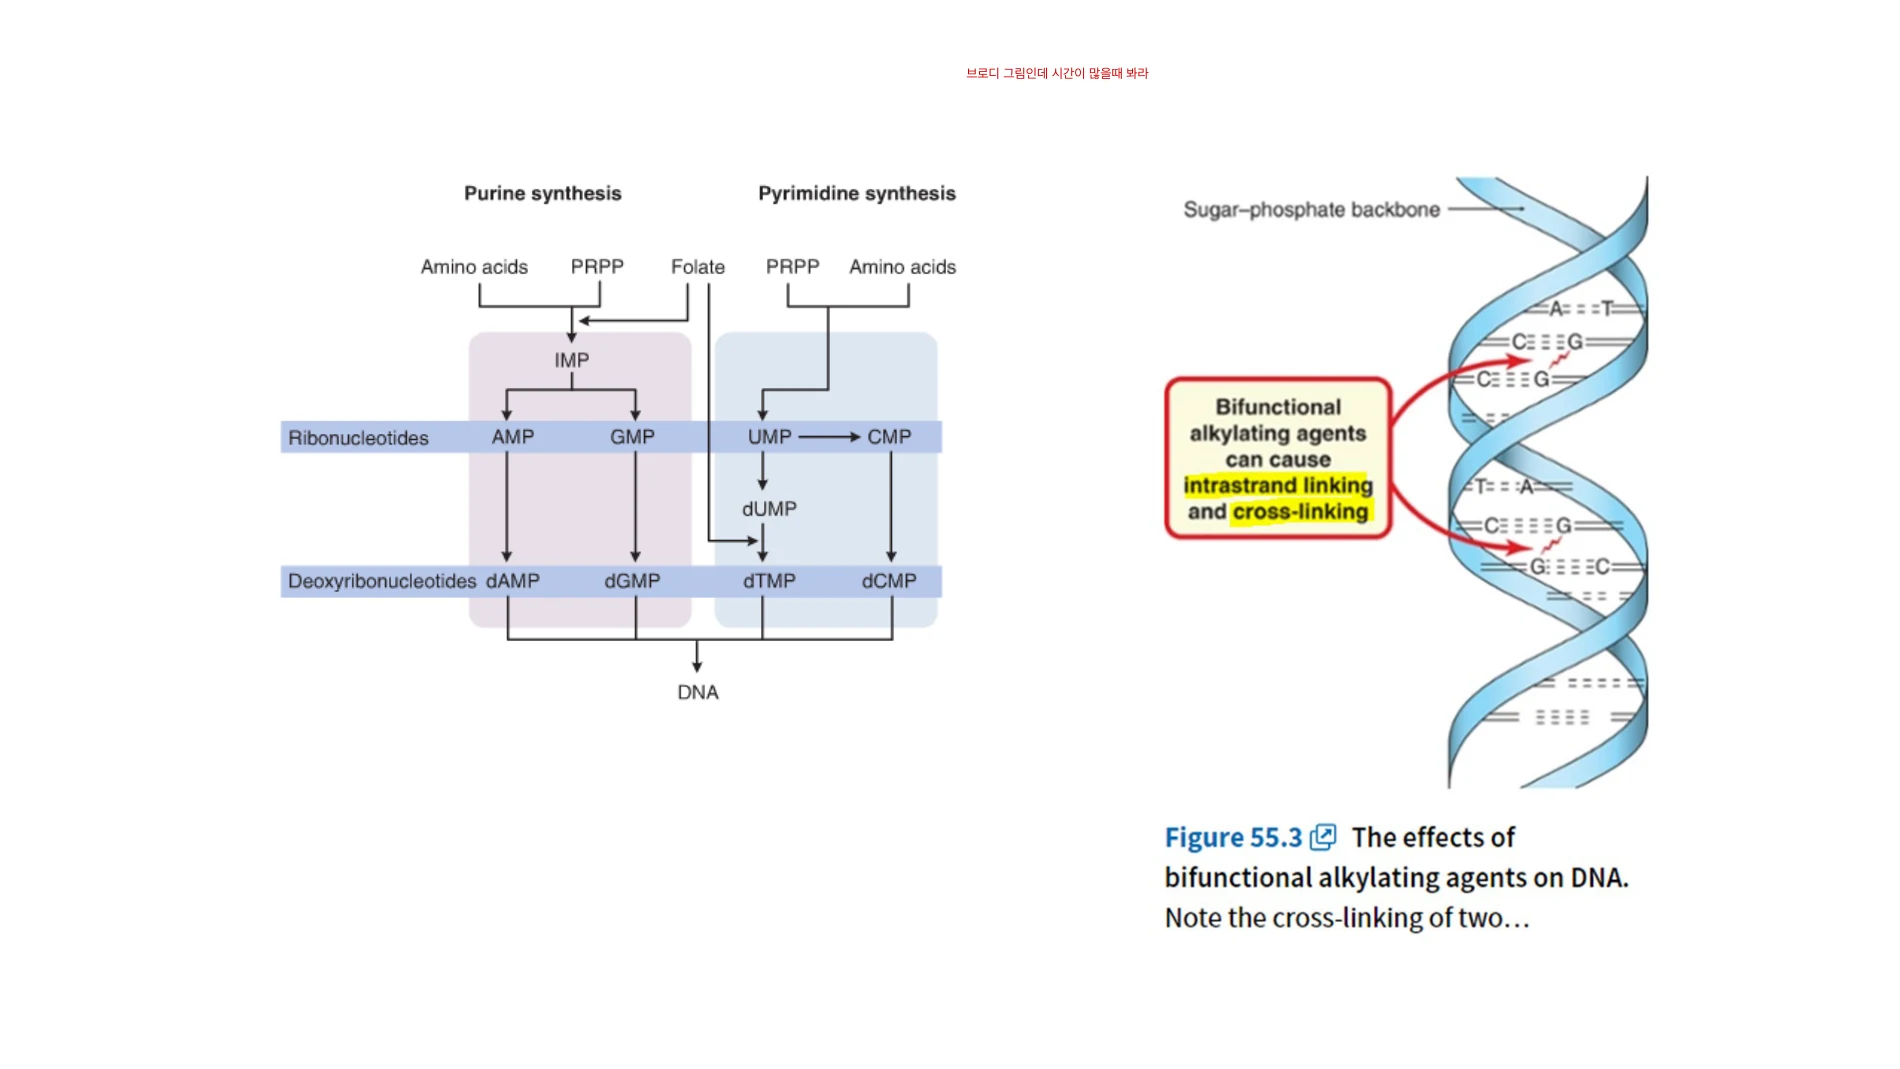 브로디 그림인데 시간이 많을때 봐라
Purine synthesis
Pyrimidine synthesis
Amino acids
PRPP
Folate
PRPP
Amino acids
IMP
Ribonucleotides
AMP
GMP
UMP
CMP
dUMP
Deoxyribonucleotides
dAMP
dGMP
dTMP
dCMP
DNA
Sugar–phosphate backbone
A T
C G
C G
Bifunctional
alkylating agents
can cause
intrastrand linking
and cross-linking
T A
C G
G C
Figure 55.3 The effects of
bifunctional alkylating agents on DNA.
Note the cross-linking of two…